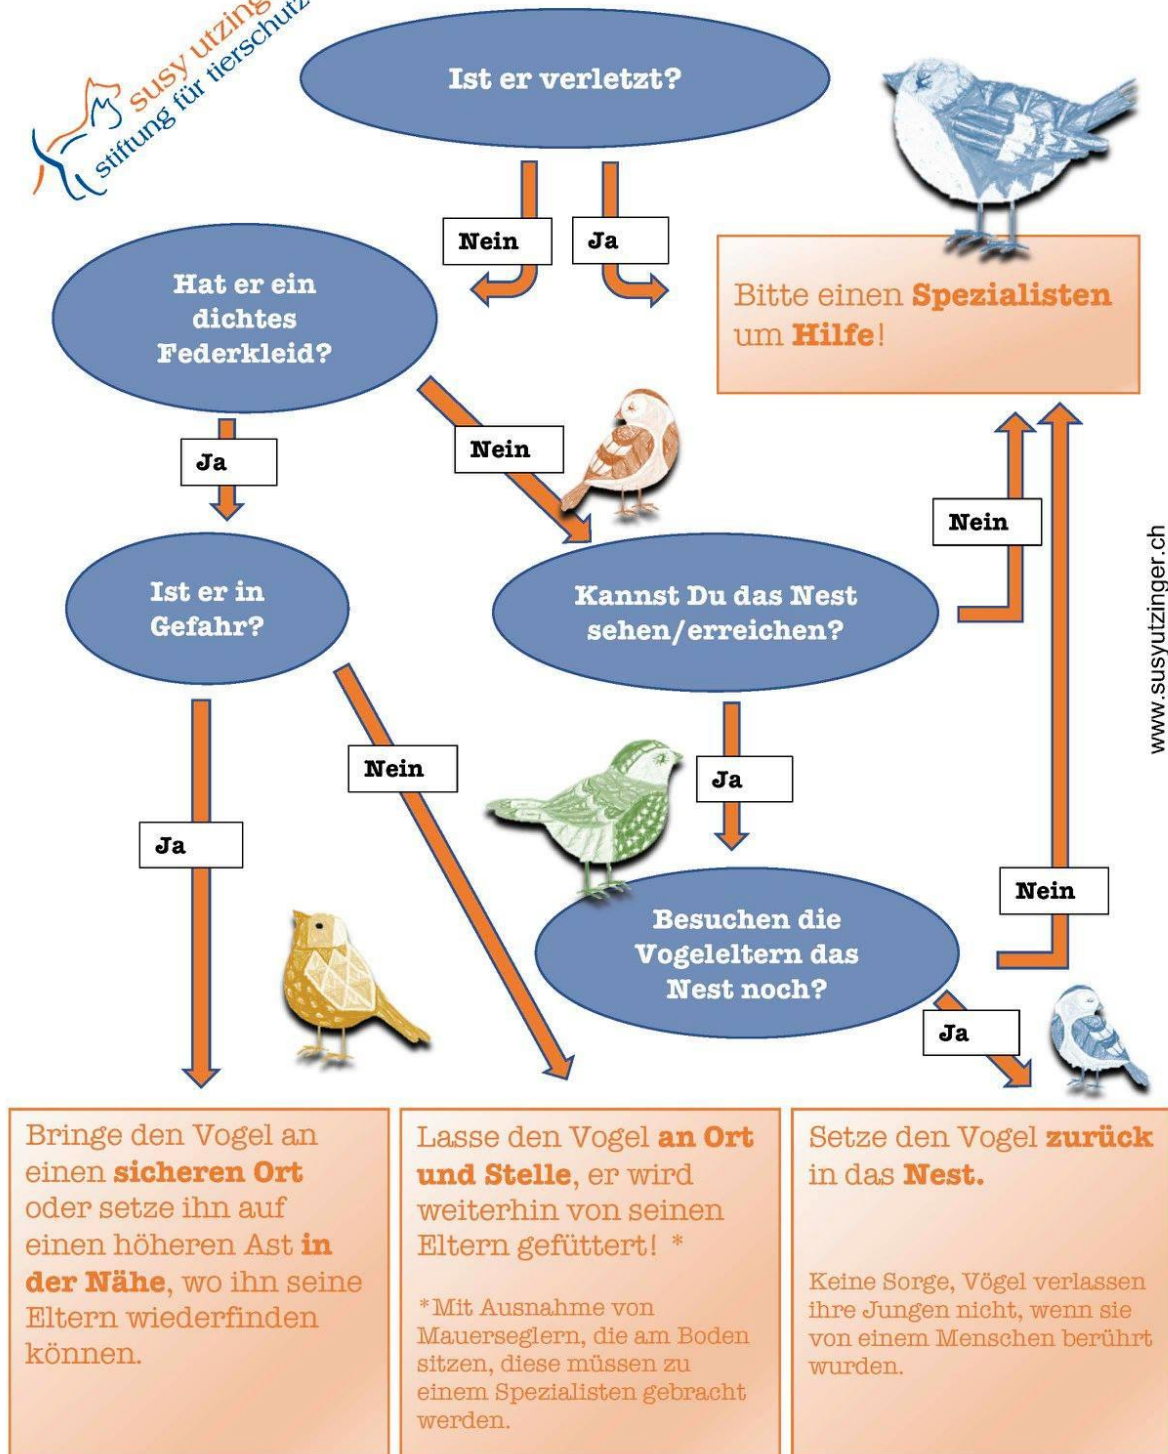 susy utzing
stiftung für tierschutz
Ist er verletzt?
Nein
Ja
Hat er ein
dichtes
Federkleid?
Bitte einen Spezialisten
um Hilfe!
Ja
Nein
Nein
Ist er in
Gefahr?
Kannst Du das Nest
sehen/erreichen?
www.susyutzinger.ch
Nein
Ja
Ja
Nein
Besuchen die
Vogeleltern das
Nest noch?
Ja
Bringe den Vogel an
einen sicheren Ort
oder setze ihn auf
einen höheren Ast in
der Nähe, wo ihn seine
Eltern wiederfinden
können.
Lasse den Vogel an Ort
und Stelle, er wird
weiterhin von seinen
Eltern gefüttert! *
*Mit Ausnahme von
Mauerseglern, die am Boden
sitzen, diese müssen zu
einem Spezialisten gebracht
werden.
Setze den Vogel zurück
in das Nest.
Keine Sorge, Vögel verlassen
ihre Jungen nicht, wenn sie
von einem Menschen berührt
wurden.